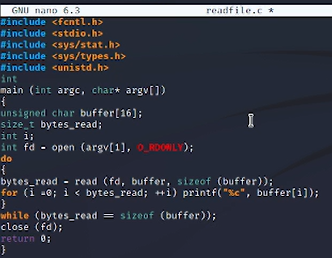 GNU nano 6.3 readfile.c *
#include <fcntl.h>
#include <stdio.h>
#include <sys/stat.h>
#include <sys/types.h>
#include <unistd.h>
int
main (int argc, char* argv[])
{
unsigned char buffer[16];
size_t bytes_read;
int i;
int fd = open (argv[1], O_RDONLY);
do
{
bytes_read = read (fd, buffer, sizeof (buffer));
for (i =0; i < bytes_read; ++i) printf("%c", buffer[i]);
}
while (bytes_read == sizeof (buffer));
close (fd);
return 0;
}